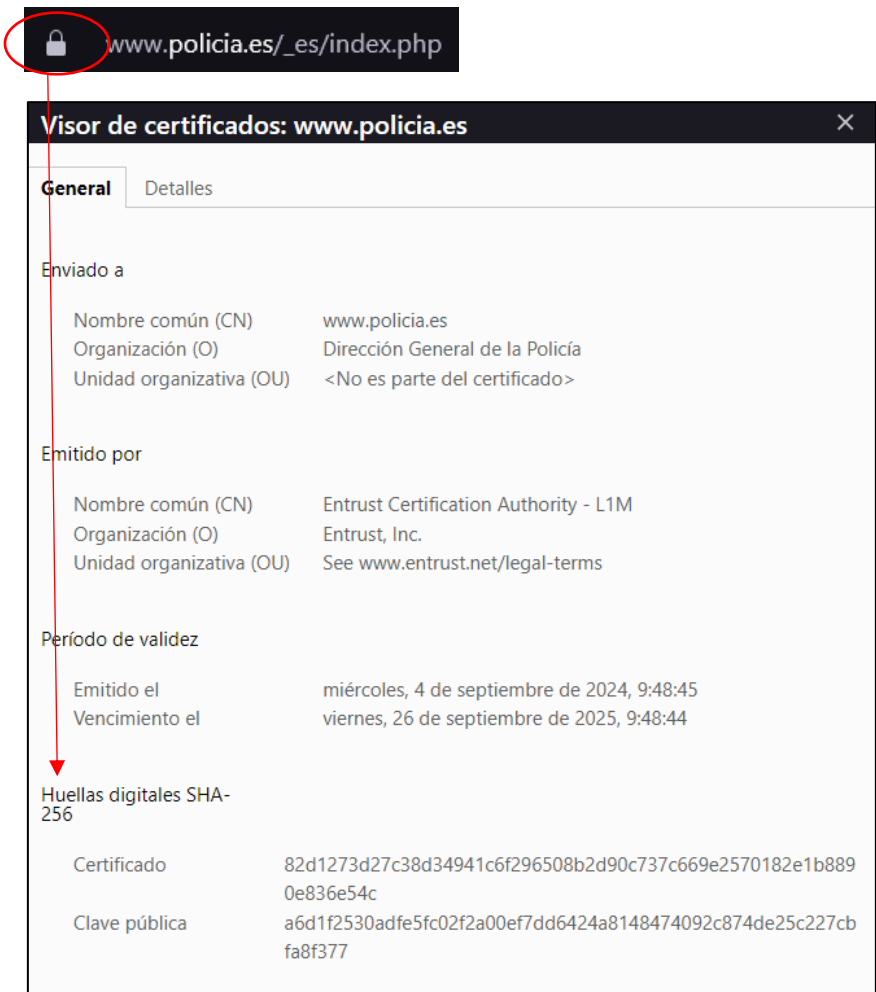 www.policia.es/_es/index.php
Visor de certificados: www.policia.es
General Detalles
Enviado a
Nombre común (CN) www.policia.es
Organización (O) Dirección General de la Policía
Unidad organizativa (OU) <No es parte del certificado>
Emitido por
Nombre común (CN) Entrust Certification Authority - L1M
Organización (O) Entrust, Inc.
Unidad organizativa (OU) See www.entrust.net/legal-terms
Período de validez
Emitido el miércoles, 4 de septiembre de 2024, 9:48:45
Vencimiento el viernes, 26 de septiembre de 2025, 9:48:44
Huellas digitales SHA-
256
Certificado 82d1273d27c38d34941c6f296508b2d90c737c669e2570182e1b889
0e836e54c
Clave pública a6d1f2530adfe5fc02f2a00ef7dd6424a8148474092c874de25c227cb
fa8f377